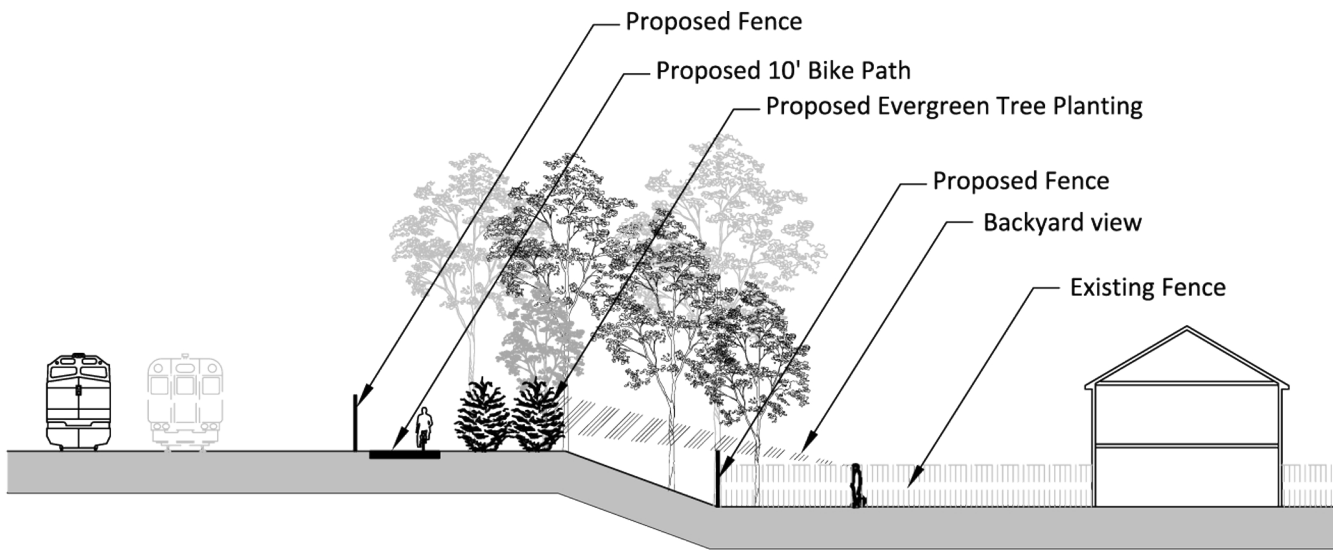 Proposed Fence
Proposed 10' Bike Path
Proposed Evergreen Tree Planting
Proposed Fence
Backyard view
Existing Fence